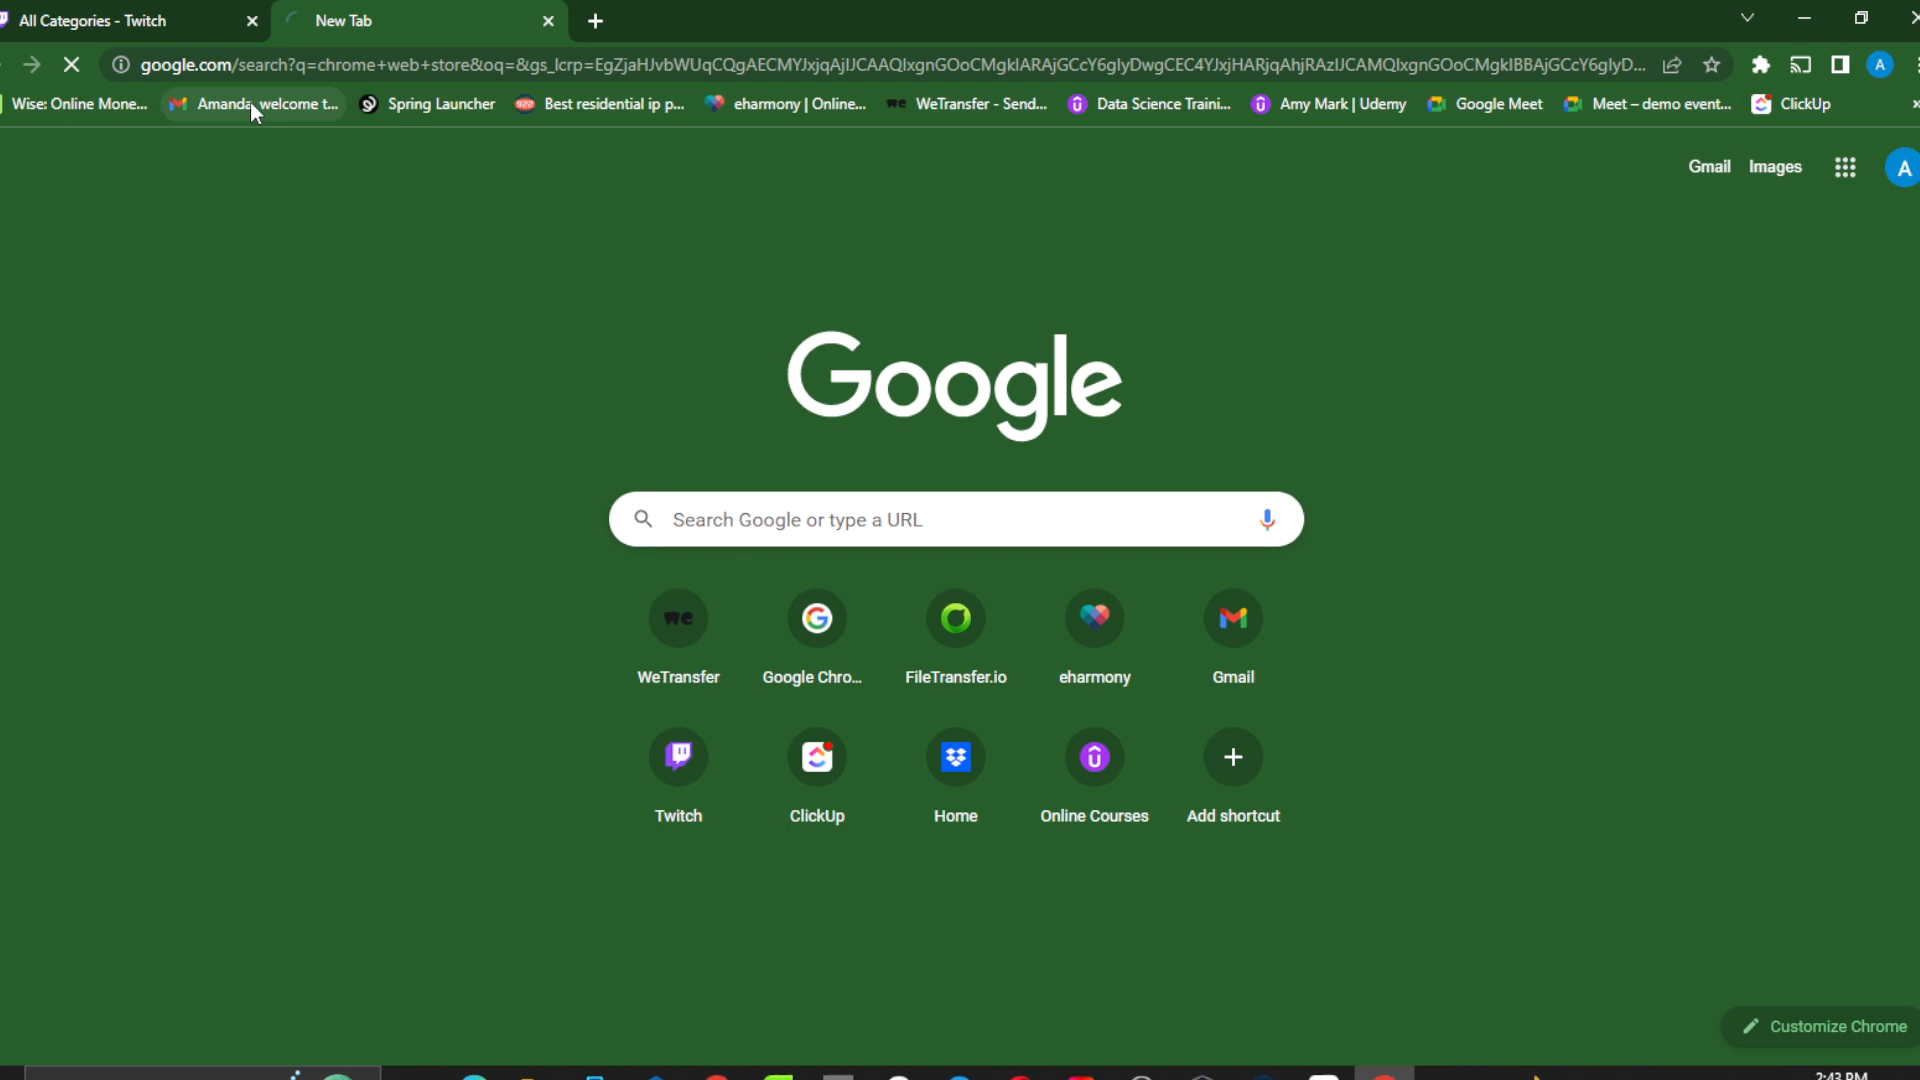 All Categories - Twitch
New Tab
google.com/search?q=chrome+web+store&oq=&gs_lcrp=
Wise: Online Mone...
Amanda, welcome t...
Spring Launcher
Best residential ip p...
eharmony | Online...
WeTransfer - Send...
Data Science Traini...
Amy Mark | Udemy
Google Meet
Meet – demo event...
ClickUp
Gmail Images A
Google
Search Google or type a URL
WeTransfer
Google Chro...
FileTransfer.io
eharmony
Gmail
Twitch
ClickUp
Home
Online Courses
Add shortcut
Customize Chrome
2:43 PM